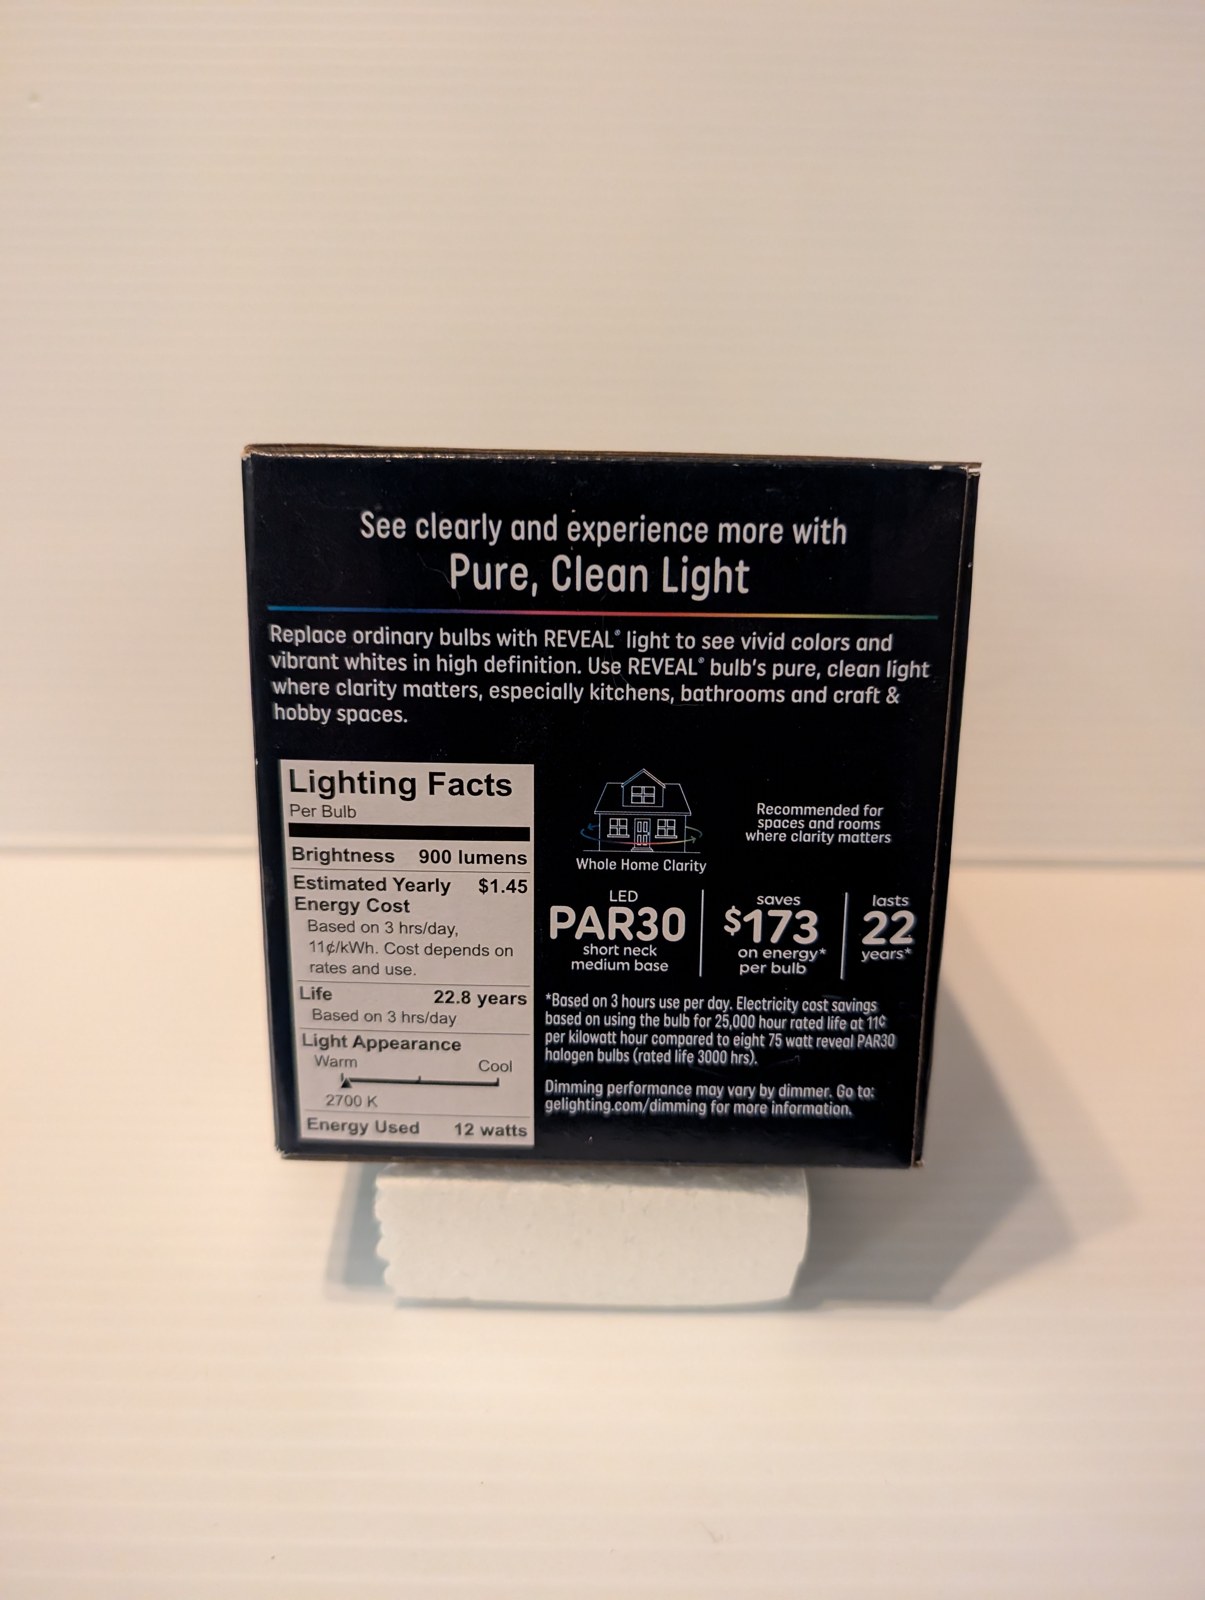 See clearly and experience more with
Pure, Clean Light
Replace ordinary bulbs with REVEAL® light to see vivid colors and
vibrant whites in high definition. Use REVEAL® bulb's pure, clean light
where clarity matters, especially kitchens, bathrooms and craft &
hobby spaces.
Lighting Facts
Per Bulb
Brightness 900 lumens
Estimated Yearly $1.45
Energy Cost
Based on 3 hrs/day,
11¢/kWh. Cost depends on
rates and use.
Life 22.8 years
Based on 3 hrs/day
Light Appearance
Warm Cool
2700 K
Energy Used 12 watts
Whole Home Clarity
Recommended for
spaces and rooms
where clarity matters
LED
PAR30
short neck
medium base
saves
$173
on energy*
per bulb
lasts
22
years*
*Based on 3 hours use per day. Electricity cost savings
based on using the bulb for 25,000 hour rated life at 11¢
per kilowatt hour compared to eight 75 watt reveal PAR30
halogen bulbs (rated life 3000 hrs).
Dimming performance may vary by dimmer. Go to:
gelighting.com/dimming for more information.